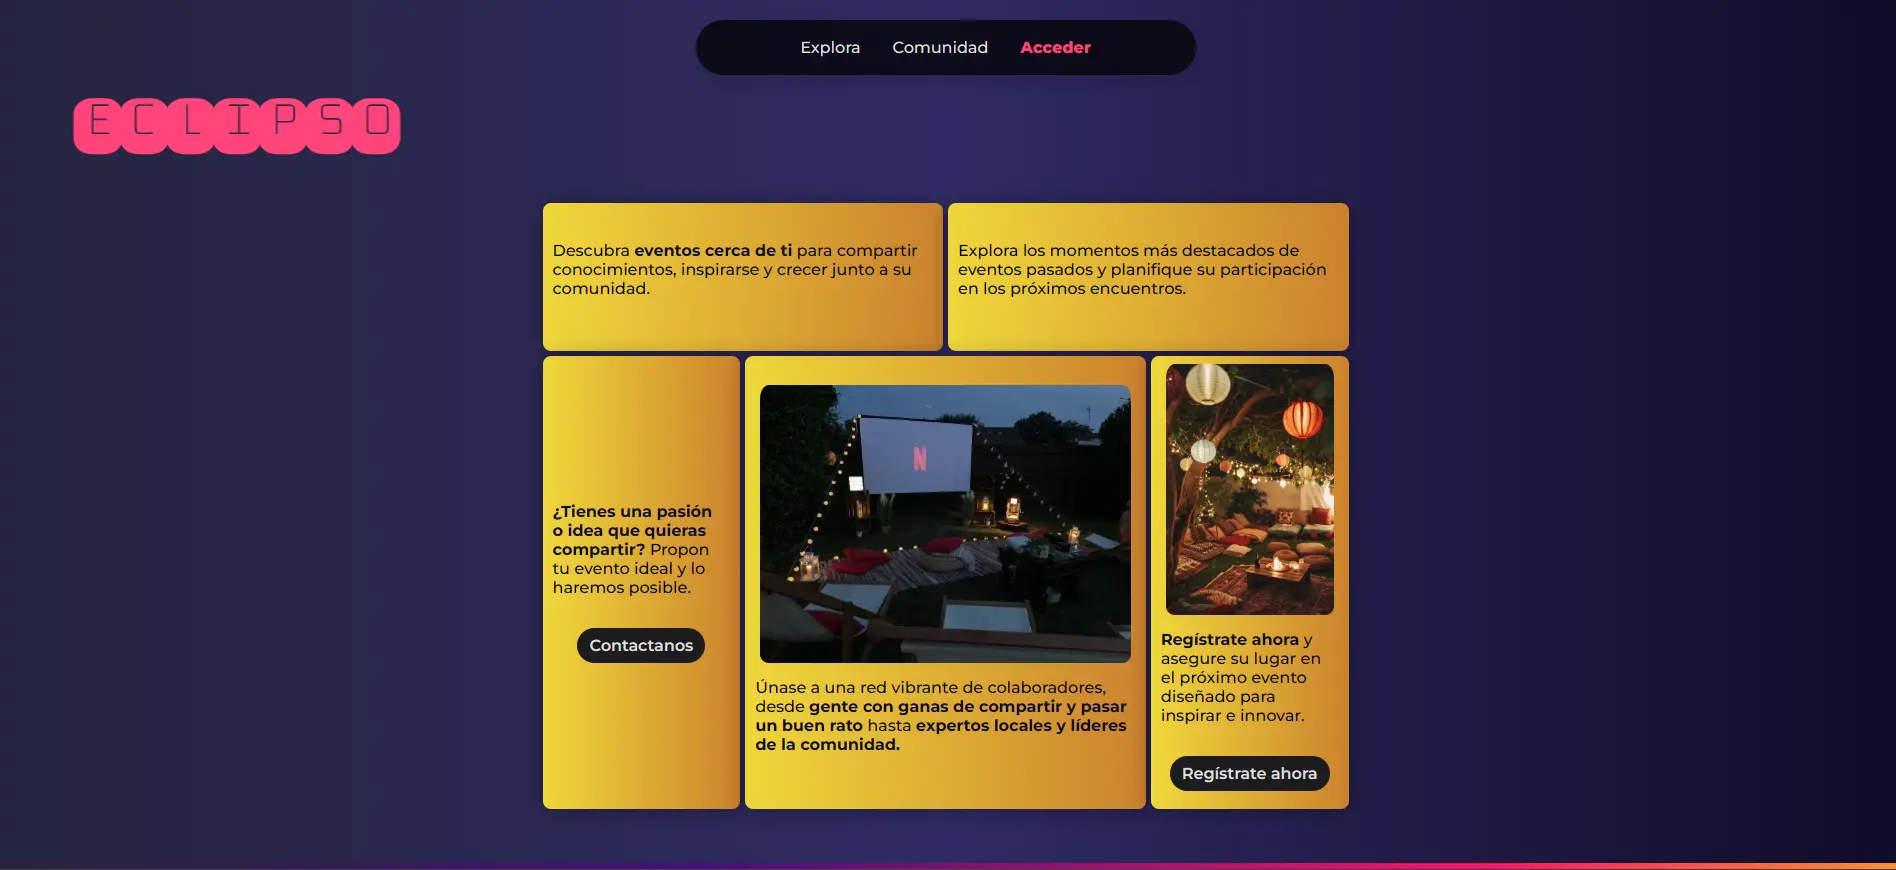 Explora Comunidad Acceder
ECLIPSO
Descubra eventos cerca de ti para compartir
conocimientos, inspirarse y crecer junto a su
comunidad.
Explora los momentos más destacados de
eventos pasados y planifique su participación
en los próximos encuentros.
¿Tienes una pasión
o idea que quieras
compartir? Propon
tu evento ideal y lo
haremos posible.
Contactanos
N
Únase a una red vibrante de colaboradores,
desde gente con ganas de compartir y pasar
un buen rato hasta expertos locales y líderes
de la comunidad.
Regístrate ahora y
asegure su lugar en
el próximo evento
diseñado para
inspirar e innovar.
Regístrate ahora